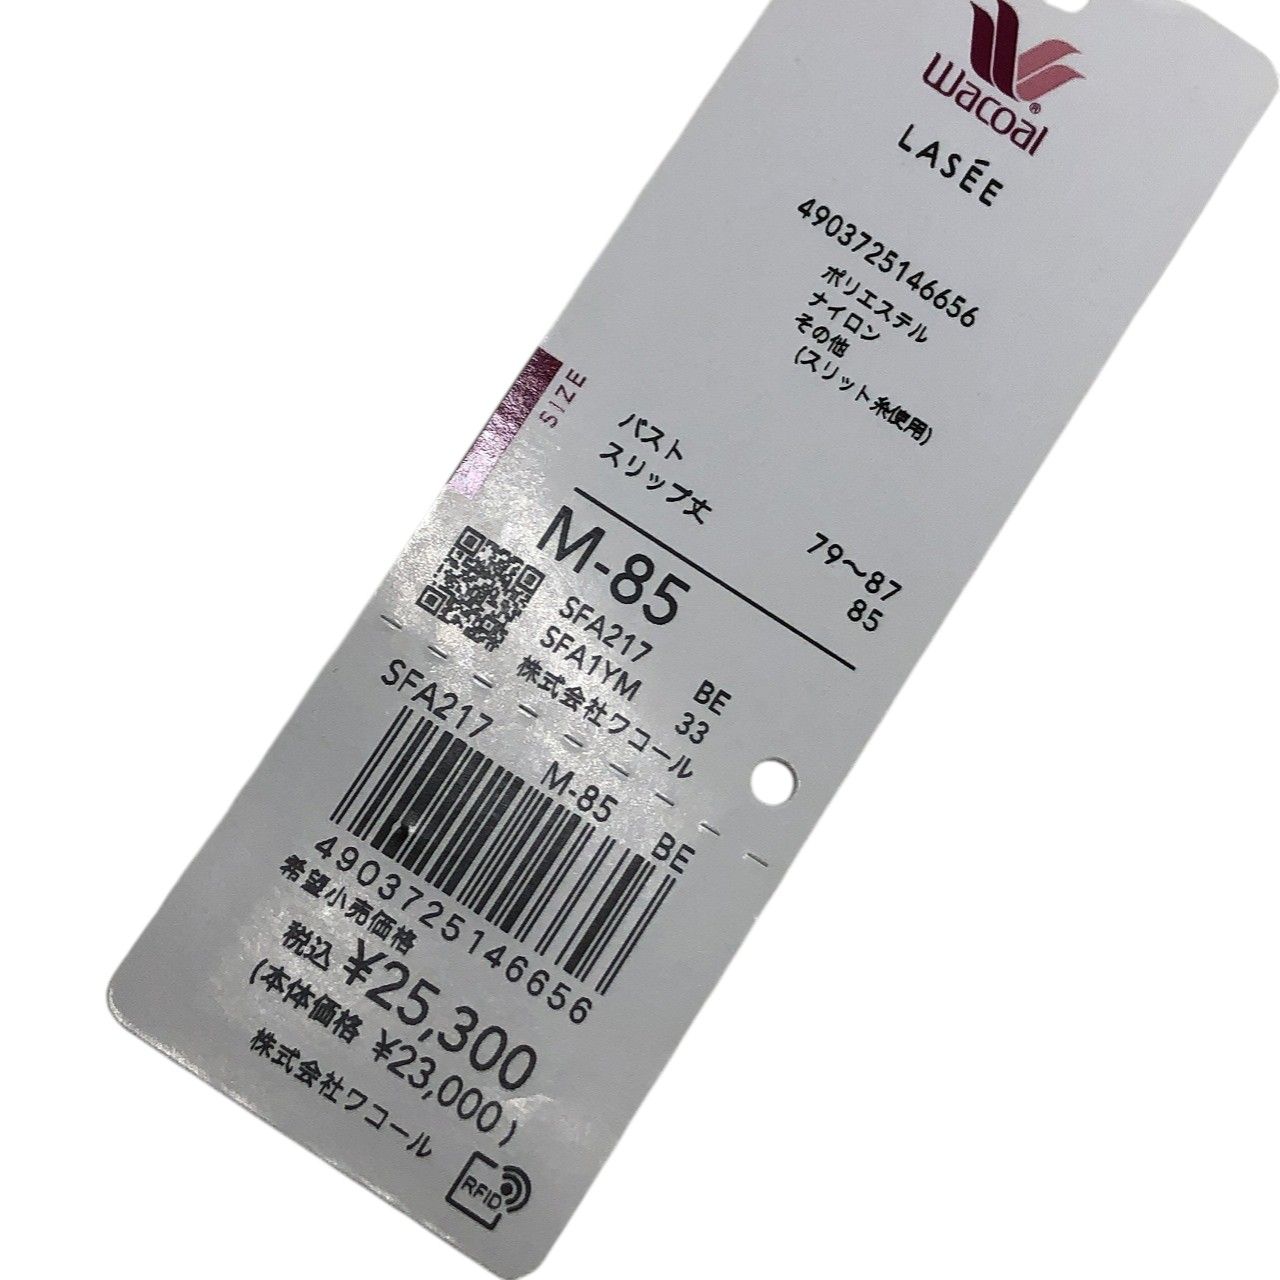 Wacoal®
LASÉE
4903725146656
ポリエステル
ナイロン
その他
(スリット糸使用)
SIZE
バスト 79〜87
スリップ丈 85
M-85
SFA217 BE
SFA1YM 33
株式会社ワコール
SFA217 M-85 BE
4903725146656
希望小売価格
税込 ¥25,300
(本体価格 ¥23,000)
株式会社ワコール
RFID